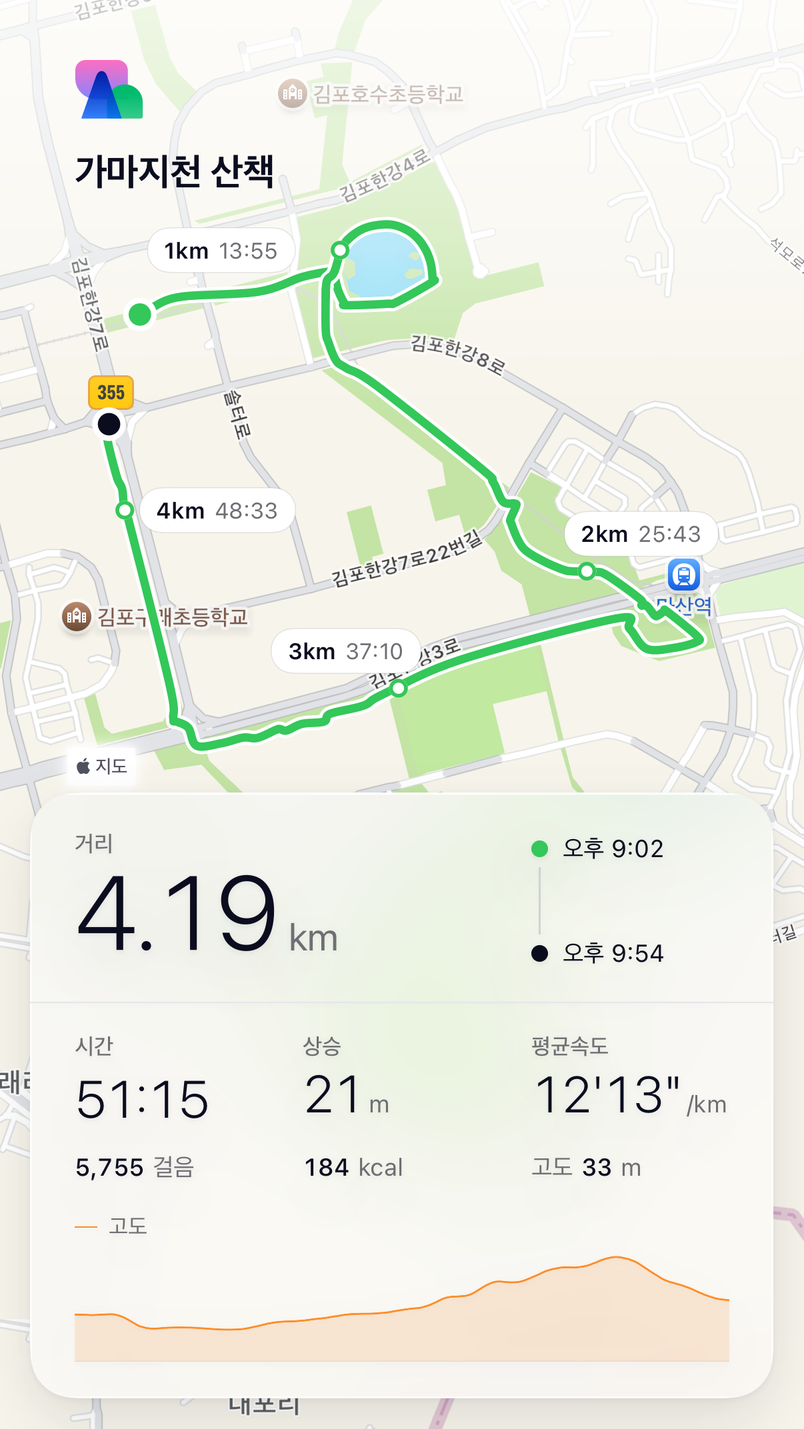 김포호수초등학교
가마지천 산책
김포한강4로
1km 13:55
석모로
김포한강7로
김포한강8로
355
솔터로
4km 48:33
2km 25:43
김포한강7로22번길
3km 37:10
지도
거리
4.19 km
오후 9:02
오후 9:54
시간 상승 평균속도
51:15 21 m 12'13" /km
5,755 걸음 184 kcal 고도 33 m
고도